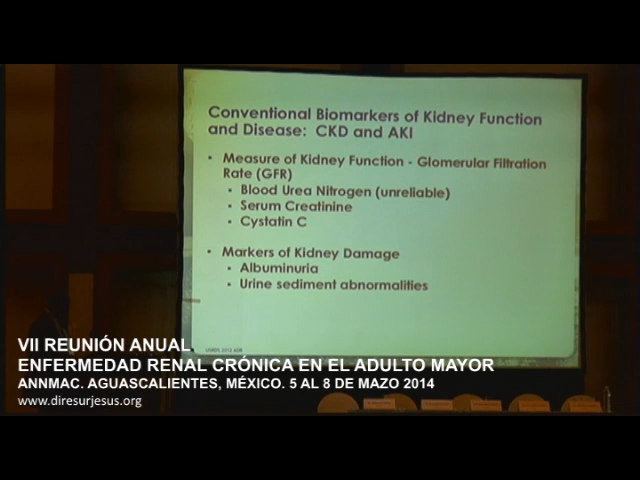 Conventional Biomarkers of Kidney Function
and Disease: CKD and AKI
• Measure of Kidney Function - Glomerular Filtration
Rate (GFR)
• Blood Urea Nitrogen (unreliable)
• Serum Creatinine
• Cystatin C
• Markers of Kidney Damage
• Albuminuria
• Urine sediment abnormalities
VII REUNIÓN ANUAL
ENFERMEDAD RENAL CRÓNICA EN EL ADULTO MAYOR
ANNMAC. AGUASCALIENTES, MÉXICO. 5 AL 8 DE MAZO 2014
www.diresurjesus.org